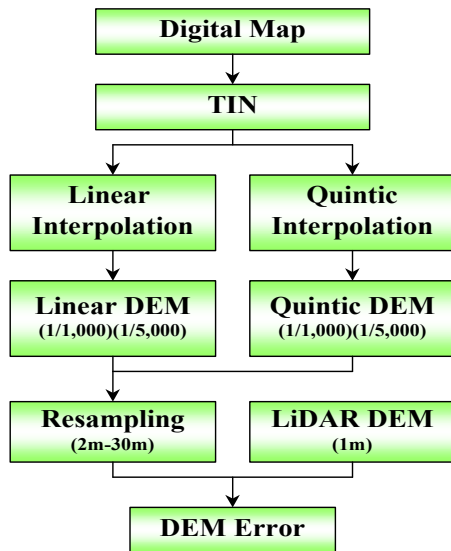 Digital Map
TIN
Linear
Interpolation
Quintic
Interpolation
Linear DEM
(1/1,000)(1/5,000)
Quintic DEM
(1/1,000)(1/5,000)
Resampling
(2m-30m)
LiDAR DEM
(1m)
DEM Error